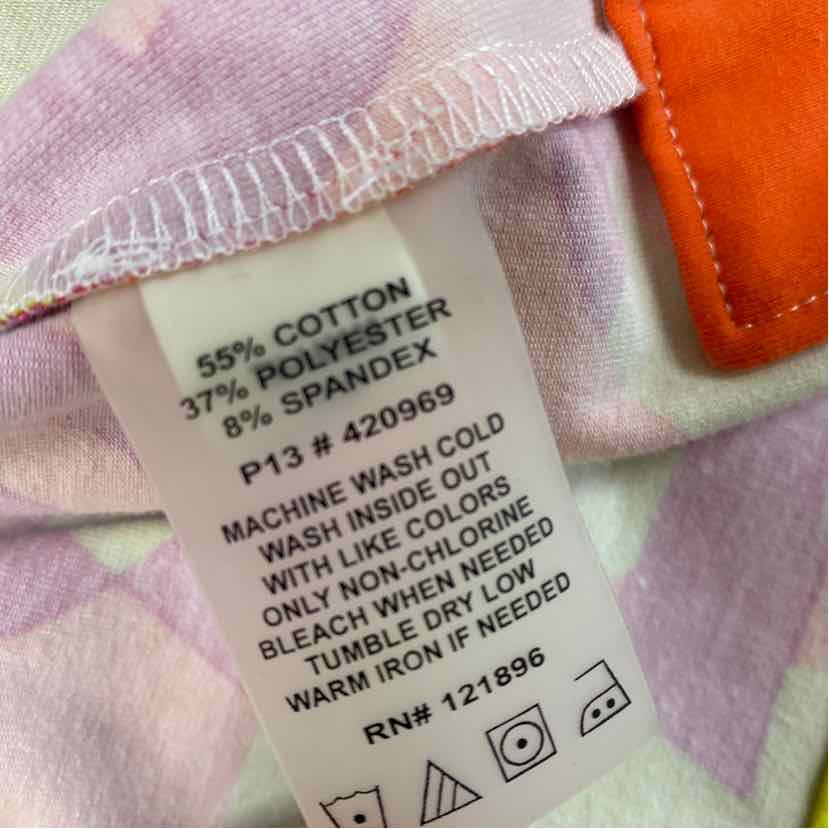 55% COTTON
37% POLYESTER
8% SPANDEX
P13 # 420969
MACHINE WASH COLD
WASH INSIDE OUT
WITH LIKE COLORS
ONLY NON-CHLORINE
BLEACH WHEN NEEDED
TUMBLE DRY LOW
WARM IRON IF NEEDED
RN# 121896